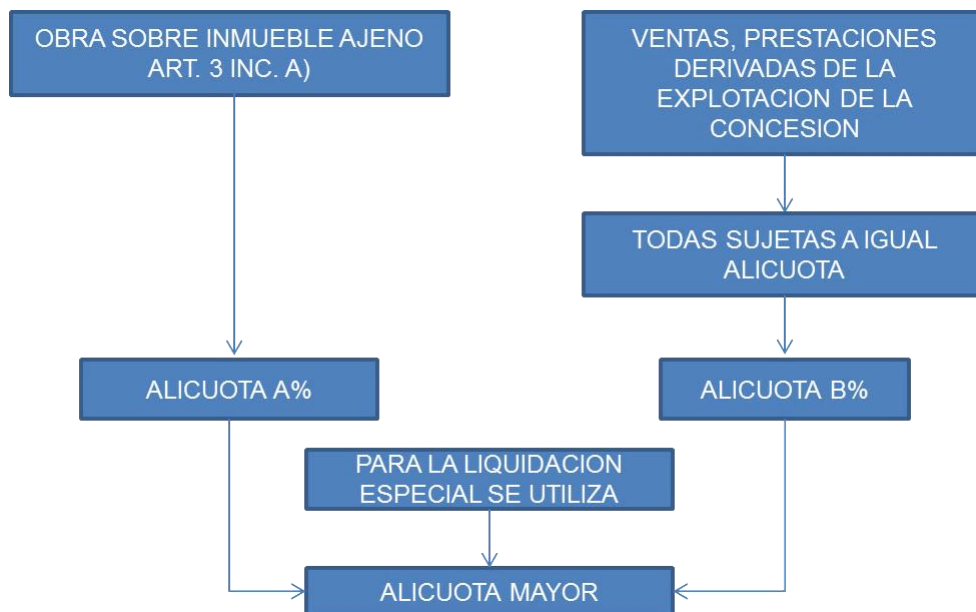 OBRA SOBRE INMUEBLE AJENO
ART. 3 INC. A)
VENTAS, PRESTACIONES
DERIVADAS DE LA
EXPLOTACION DE LA
CONCESION
TODAS SUJETAS A IGUAL
ALICUOTA
ALICUOTA A%
ALICUOTA B%
PARA LA LIQUIDACION
ESPECIAL SE UTILIZA
ALICUOTA MAYOR